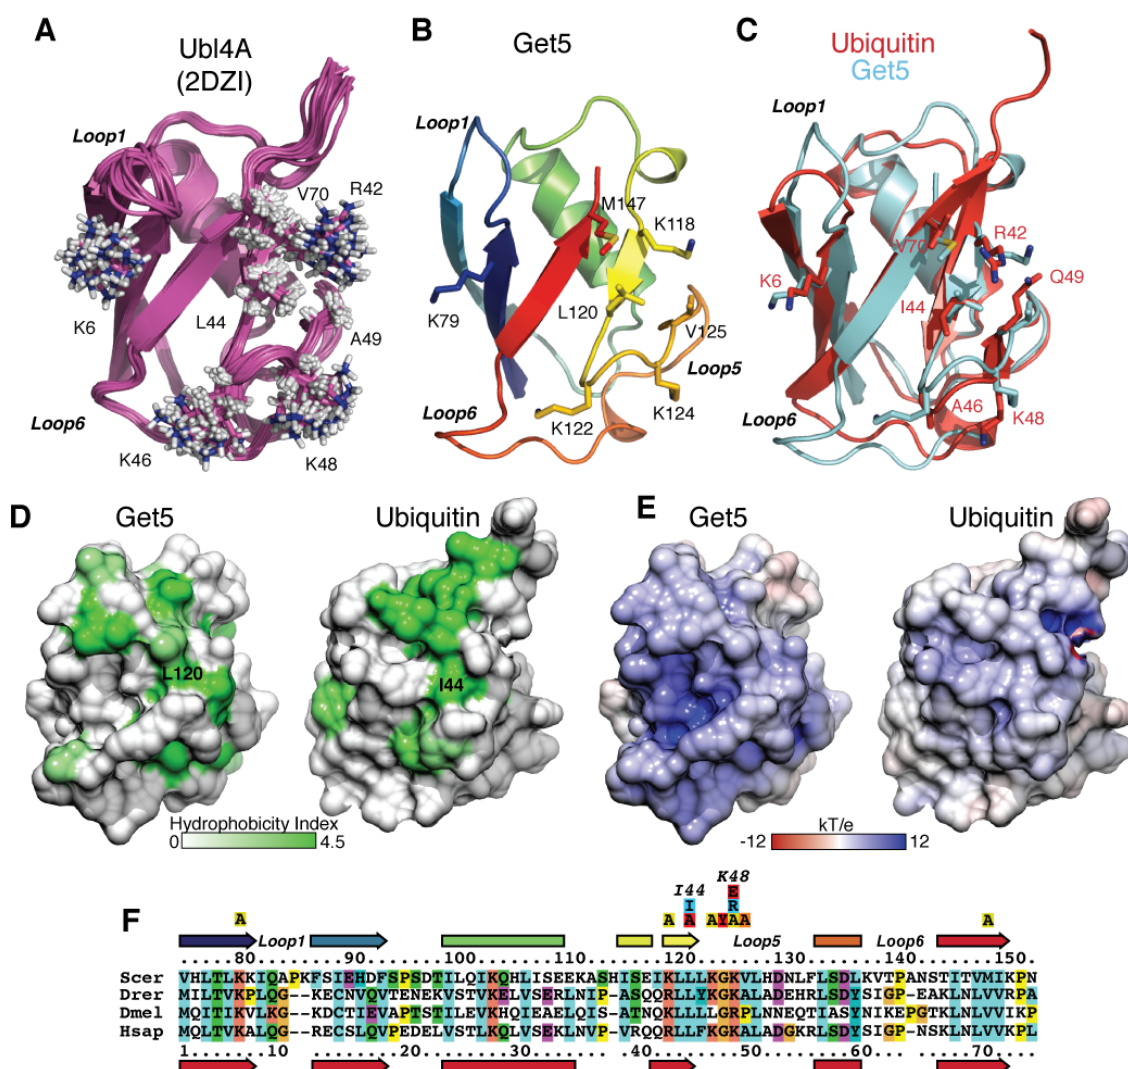 A
Ubl4A
(2DZI)
Loop1
V70
R42
K6
L44
A49
Loop6
K46
K48
B
Get5
Loop1
M147
K118
K79
L120
V125
Loop5
Loop6
K122
K124
C
Ubiquitin
Get5
Loop1
V70
R42
K6
Q49
I44
Loop6
A46
K48
D
Get5
Ubiquitin
L120
I44
Hydrophobicity Index
0 4.5
E
Get5
Ubiquitin
kT/e
-12 12
K48
E
I44
I R
A A A Y A A A
F
Loop1 Loop5 Loop6
80 90 100 110 120 130 140 150
Scer VHLTLKKIQAPKFSIEHDFSPSDTILQIKQHLISEEKASHISEIKLLLKGKVLHDNLFLSDLKVTPANSTITVMIKPN
Drer MILTVKPLQG--KECNVQVTENEKVSTVKELVSERLNIP-ASQQRLLYKGKALADEHRLSDYSIGP-EAKLNLVVRPA
Dmel MQITIKVLKG--KDCTIEVAPTSTILEVKHQIEAELQIS-ATNQKLLLLGRPLNNEQTIASYNIKEPGTKLNLVVIKP
Hsap MQLTVKALQG--RECSLQVPEDELVSTLKQLVSEKLNVP-VRQQRLLFKGKALADGKRLSDYSIGP-NSKLNLVVKPL
1 10 20 30 40 50 60 70